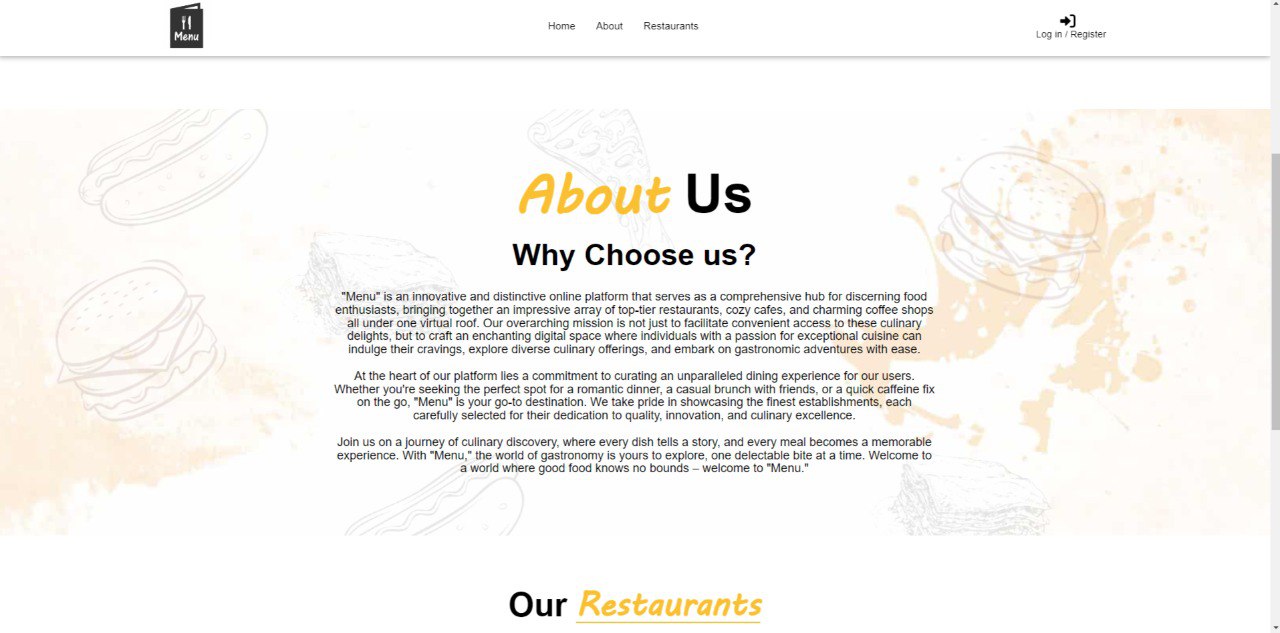 Menu
Home
About
Restaurants
Log in / Register
About Us
Why Choose us?
"Menu" is an innovative and distinctive online platform that serves as a comprehensive hub for discerning food
enthusiasts, bringing together an impressive array of top-tier restaurants, cozy cafes, and charming coffee shops
all under one virtual roof. Our overarching mission is not just to facilitate convenient access to these culinary
delights, but to craft an enchanting digital space where individuals with a passion for exceptional cuisine can
indulge their cravings, explore diverse culinary offerings, and embark on gastronomic adventures with ease.
At the heart of our platform lies a commitment to curating an unparalleled dining experience for our users.
Whether you're seeking the perfect spot for a romantic dinner, a casual brunch with friends, or a quick caffeine fix
on the go, "Menu" is your go-to destination. We take pride in showcasing the finest establishments, each
carefully selected for their dedication to quality, innovation, and culinary excellence.
Join us on a journey of culinary discovery, where every dish tells a story, and every meal becomes a memorable
experience. With "Menu," the world of gastronomy is yours to explore, one delectable bite at a time. Welcome to
a world where good food knows no bounds – welcome to "Menu."
Our Restaurants